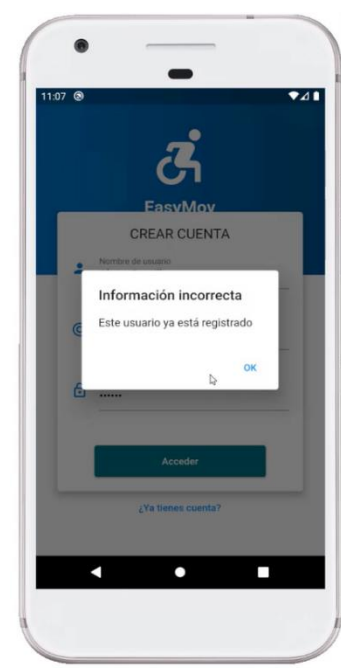 11:07
EasyMov
CREAR CUENTA
Nombre de usuario
Información incorrecta
Este usuario ya está registrado
OK
••••••
Acceder
¿Ya tienes cuenta?